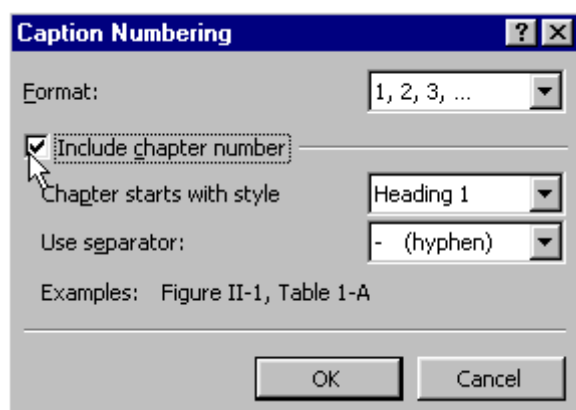 Caption Numbering ? X
Format: 1, 2, 3, ...
Include chapter number
Chapter starts with style Heading 1
Use separator: - (hyphen)
Examples: Figure II-1, Table 1-A
OK Cancel